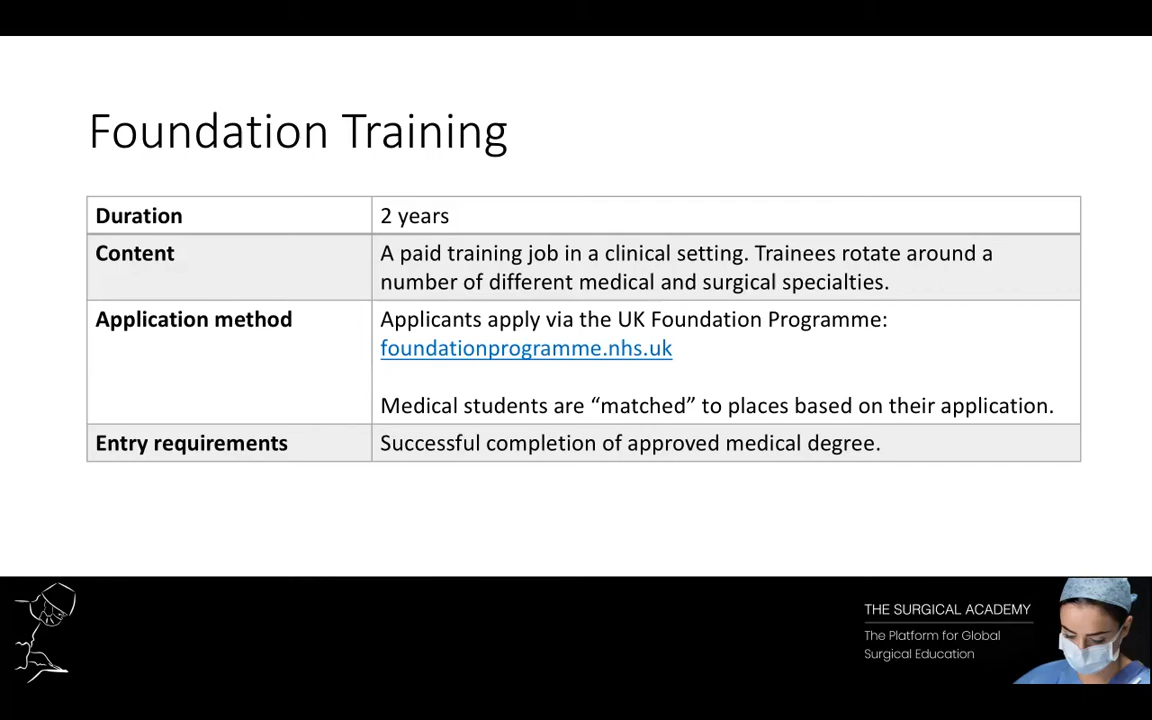 Foundation Training
Duration
2 years
Content
A paid training job in a clinical setting. Trainees rotate around a
number of different medical and surgical specialties.
Application method
Applicants apply via the UK Foundation Programme:
foundationprogramme.nhs.uk
Medical students are “matched” to places based on their application.
Entry requirements
Successful completion of approved medical degree.
THE SURGICAL ACADEMY
The Platform for Global
Surgical Education